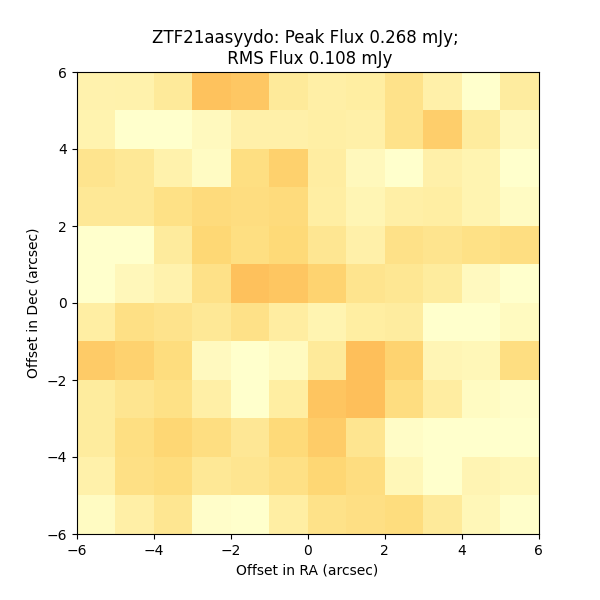 ZTF21aasyydo: Peak Flux 0.268 mJy;
RMS Flux 0.108 mJy
6
4
2
0
−2
−4
−6
Offset in Dec (arcsec)
−6 −4 −2 0 2 4 6
Offset in RA (arcsec)